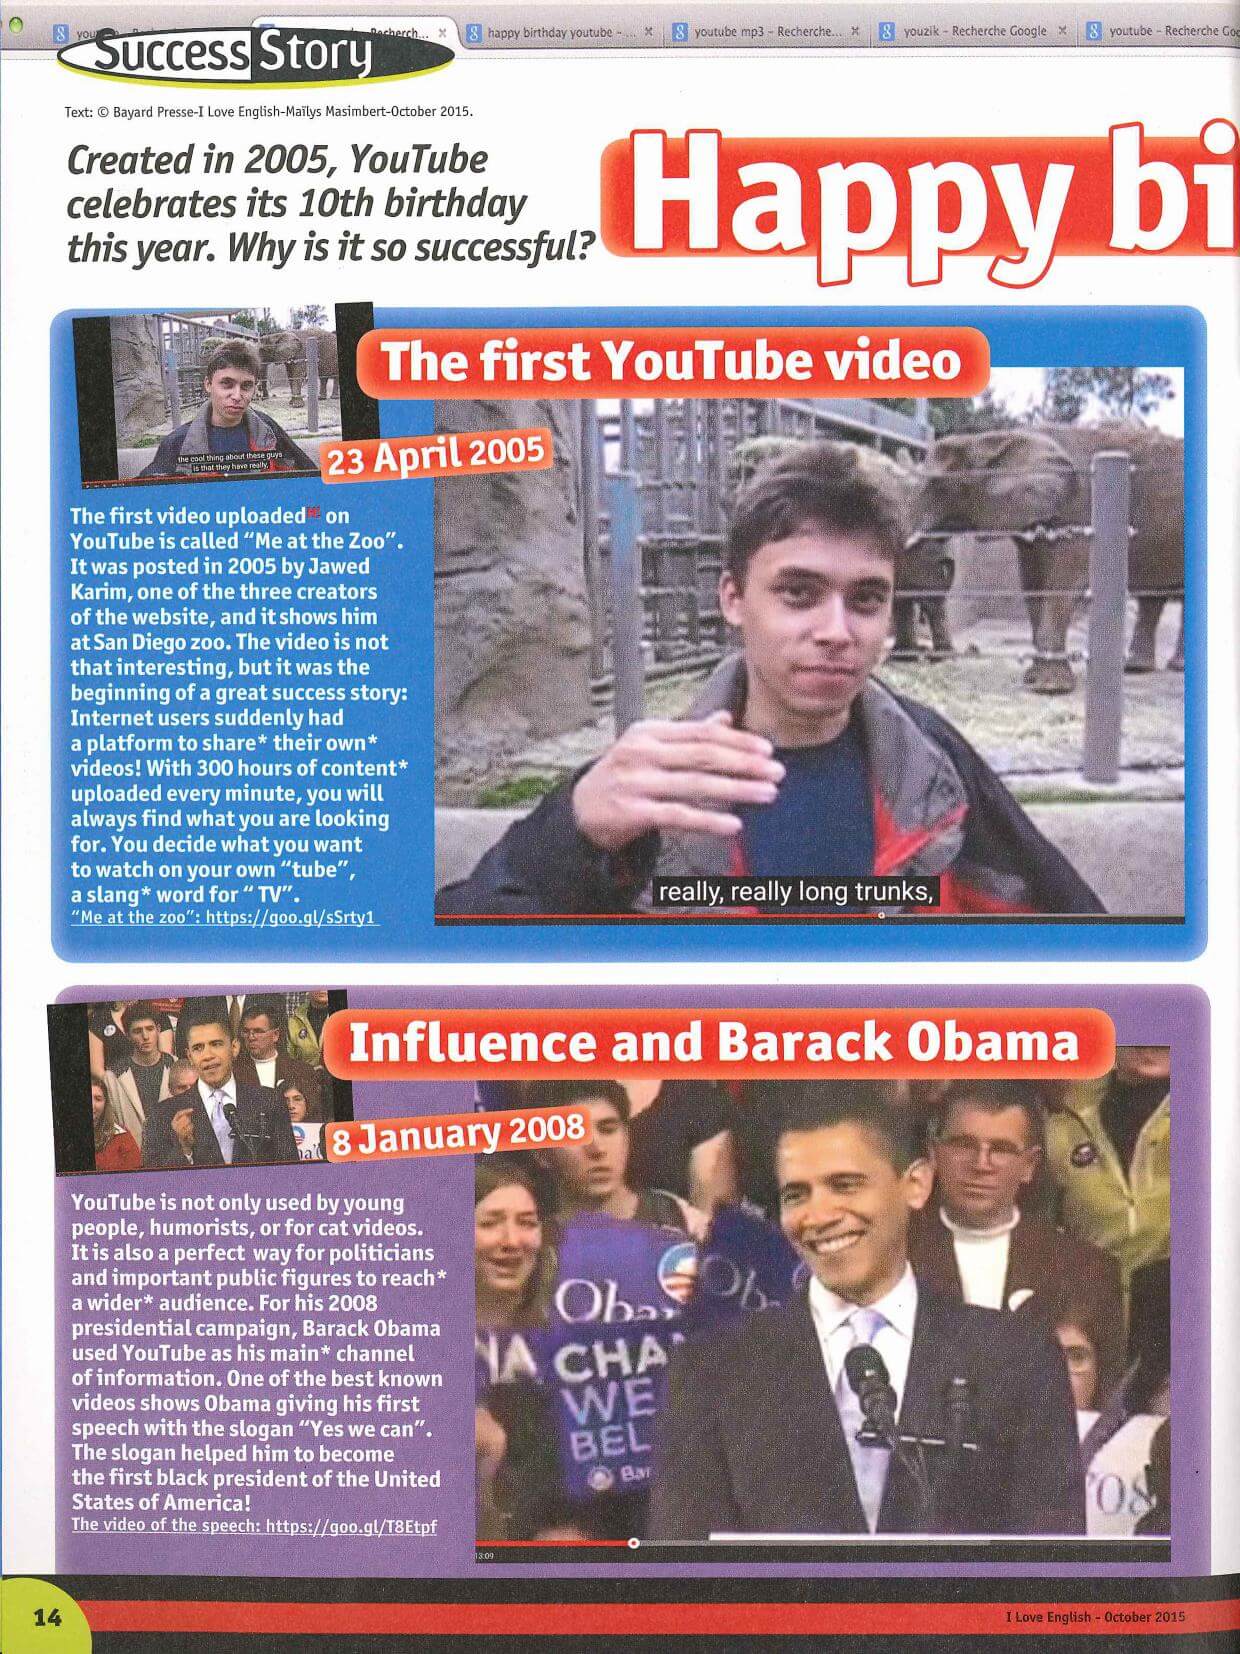 happy birthday youtube - ...
youtube mp3 - Recherche...
youzik - Recherche Google
youtube - Recherche Goo
Success Story
Text: © Bayard Presse-I Love English-Maïlys Masimbert-October 2015.
Created in 2005, YouTube
celebrates its 10th birthday
this year. Why is it so successful?
Happy bi
The first YouTube video
23 April 2005
the cool thing about these guys
is that they have really,
The first video uploaded on
YouTube is called “Me at the Zoo”.
It was posted in 2005 by Jawed
Karim, one of the three creators
of the website, and it shows him
at San Diego zoo. The video is not
that interesting, but it was the
beginning of a great success story:
Internet users suddenly had
a platform to share* their own*
videos! With 300 hours of content*
uploaded every minute, you will
always find what you are looking
for. You decide what you want
to watch on your own “tube”,
a slang* word for “ TV”.
“Me at the zoo”: https://goo.gl/sSrty1
really, really long trunks,
Influence and Barack Obama
8 January 2008
YouTube is not only used by young
people, humorists, or for cat videos.
It is also a perfect way for politicians
and important public figures to reach*
a wider* audience. For his 2008
presidential campaign, Barack Obama
used YouTube as his main* channel
of information. One of the best known
videos shows Obama giving his first
speech with the slogan “Yes we can”.
The slogan helped him to become
the first black president of the United
States of America!
The video of the speech: https://goo.gl/T8Etpf
CHA
WE
BEL
'08
13:09
14
I Love English - October 2015